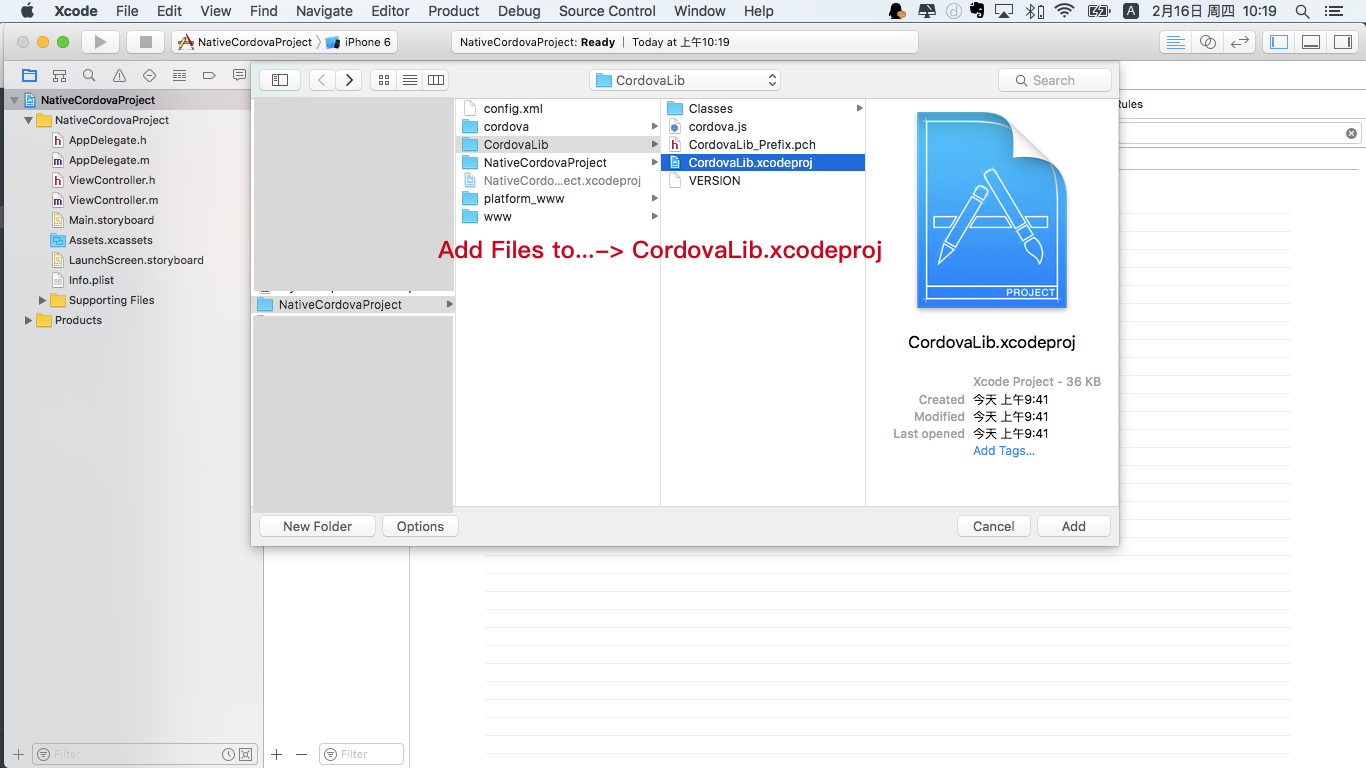 Xcode File Edit View Find Navigate Editor Product Debug Source Control Window Help A 2月16日 周四 10:19
NativeCordovaProject iPhone 6 NativeCordovaProject: Ready | Today at 上午10:19
CordovaLib Search
NativeCordovaProject
NativeCordovaProject
AppDelegate.h
AppDelegate.m
ViewController.h
ViewController.m
Main.storyboard
Assets.xcassets
LaunchScreen.storyboard
Info.plist
Supporting Files
Products
config.xml
cordova
CordovaLib
NativeCordovaProject
NativeCordo...ect.xcodeproj
platform_www
www
NativeCordovaProject
Classes
cordova.js
CordovaLib_Prefix.pch
CordovaLib.xcodeproj
VERSION
Add Files to...-> CordovaLib.xcodeproj
PROJECT
CordovaLib.xcodeproj
Xcode Project - 36 KB
Created 今天 上午9:41
Modified 今天 上午9:41
Last opened 今天 上午9:41
Add Tags...
New Folder Options Cancel Add
Filter Filter